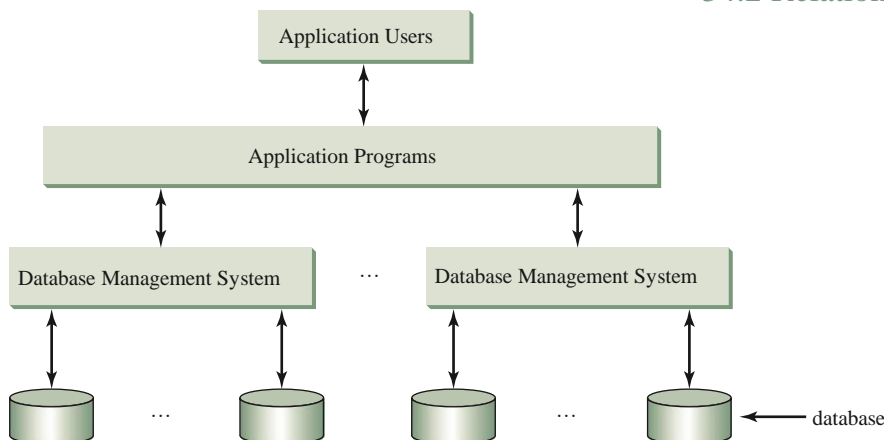 Application Users
Application Programs
Database Management System
…
Database Management System
…
…
database